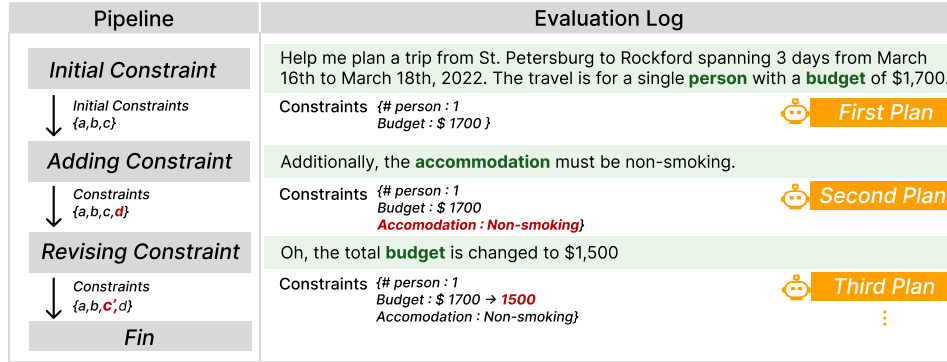 Pipeline
Evaluation Log
Initial Constraint
Help me plan a trip from St. Petersburg to Rockford spanning 3 days from March
16th to March 18th, 2022. The travel is for a single person with a budget of $1,700.
Initial Constraints
{a,b,c}
Constraints {# person : 1
Budget : $ 1700 }
First Plan
Adding Constraint
Additionally, the accommodation must be non-smoking.
Constraints
{a,b,c,d}
Constraints {# person : 1
Budget : $ 1700
Accomodation : Non-smoking}
Second Plan
Revising Constraint
Oh, the total budget is changed to $1,500
Constraints
{a,b,c',d}
Constraints {# person : 1
Budget : $ 1700 → 1500
Accomodation : Non-smoking}
Third Plan
Fin